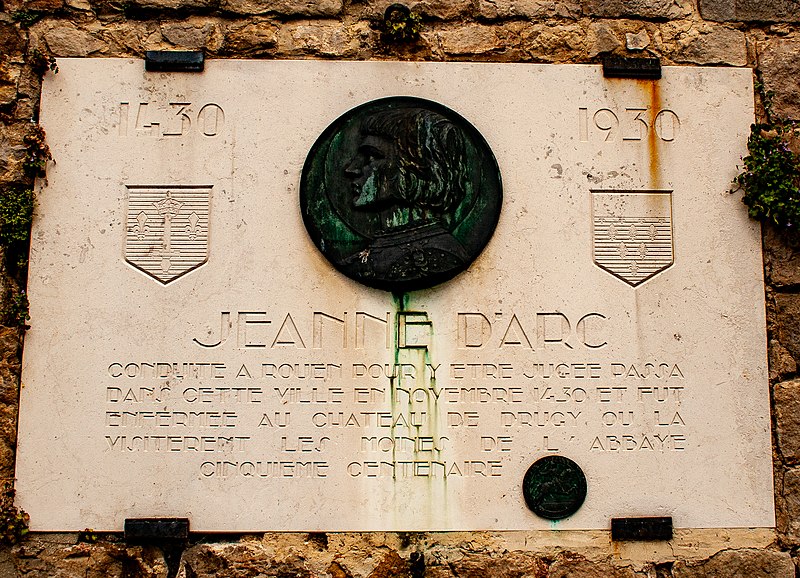 1430
1930
JEANNE D'ARC
CONDUITE A ROUEN POUR Y ETRE JUGEE PASSA
DANS CETTE VILLE EN NOVEMBRE 1430 ET FUT
ENFERMEE AU CHATEAU DE DRUGY OU LA
VISITERENT LES MOINES DE L'ABBAYE
CINQUIEME CENTENAIRE